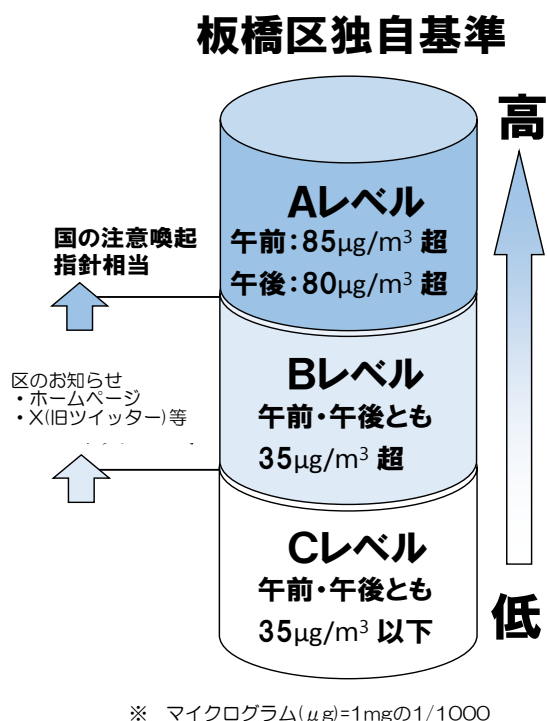 板橋区独自基準
高
Aレベル
午前：85μg/m³ 超
午後：80μg/m³ 超
国の注意喚起
指針相当
Bレベル
午前・午後とも
35μg/m³ 超
区のお知らせ
・ホームページ
・X(旧ツイッター)等
Cレベル
午前・午後とも
35μg/m³ 以下
低
※　マイクログラム(μg)=1mgの1/1000